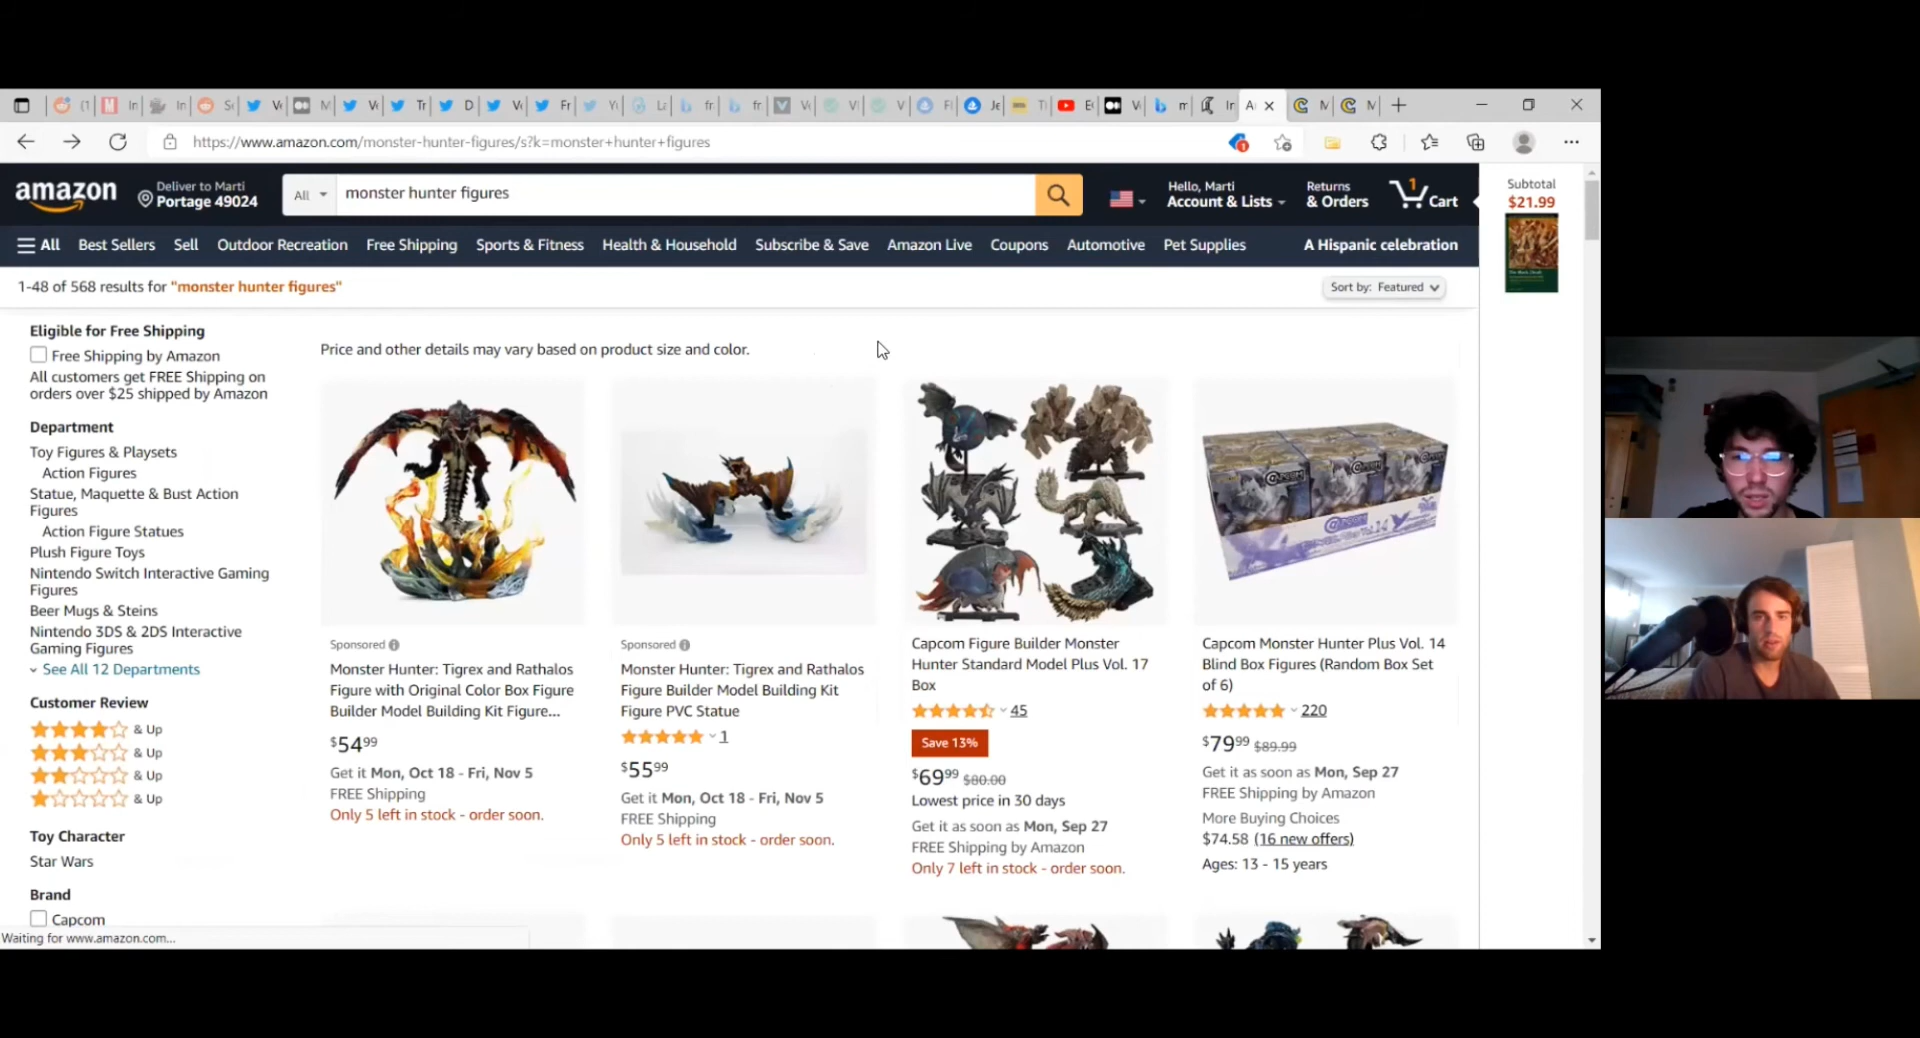 https://www.amazon.com/monster-hunter-figures/s?k=monster+hunter+figures
amazon
Deliver to Marti
Portage 49024
All
monster hunter figures
Hello, Marti
Account & Lists
Returns
& Orders
1
Cart
Subtotal
$21.99
All Best Sellers Sell Outdoor Recreation Free Shipping Sports & Fitness Health & Household Subscribe & Save Amazon Live Coupons Automotive Pet Supplies A Hispanic celebration
1-48 of 568 results for "monster hunter figures"
Sort by: Featured
Eligible for Free Shipping
Free Shipping by Amazon
All customers get FREE Shipping on
orders over $25 shipped by Amazon
Department
Toy Figures & Playsets
Action Figures
Statue, Maquette & Bust Action
Figures
Action Figure Statues
Plush Figure Toys
Nintendo Switch Interactive Gaming
Figures
Beer Mugs & Steins
Nintendo 3DS & 2DS Interactive
Gaming Figures
See All 12 Departments
Customer Review
& Up
& Up
& Up
& Up
Toy Character
Star Wars
Brand
Capcom
Waiting for www.amazon.com...
Price and other details may vary based on product size and color.
Sponsored
Monster Hunter: Tigrex and Rathalos
Figure with Original Color Box Figure
Builder Model Building Kit Figure...
$5499
Get it Mon, Oct 18 - Fri, Nov 5
FREE Shipping
Only 5 left in stock - order soon.
Sponsored
Monster Hunter: Tigrex and Rathalos
Figure Builder Model Building Kit
Figure PVC Statue
1
$5599
Get it Mon, Oct 18 - Fri, Nov 5
FREE Shipping
Only 5 left in stock - order soon.
Capcom Figure Builder Monster
Hunter Standard Model Plus Vol. 17
Box
45
Save 13%
$6999 $80.00
Lowest price in 30 days
Get it as soon as Mon, Sep 27
FREE Shipping by Amazon
Only 7 left in stock - order soon.
Capcom Monster Hunter Plus Vol. 14
Blind Box Figures (Random Box Set
of 6)
220
$7999 $89.99
Get it as soon as Mon, Sep 27
FREE Shipping by Amazon
More Buying Choices
$74.58 (16 new offers)
Ages: 13 - 15 years